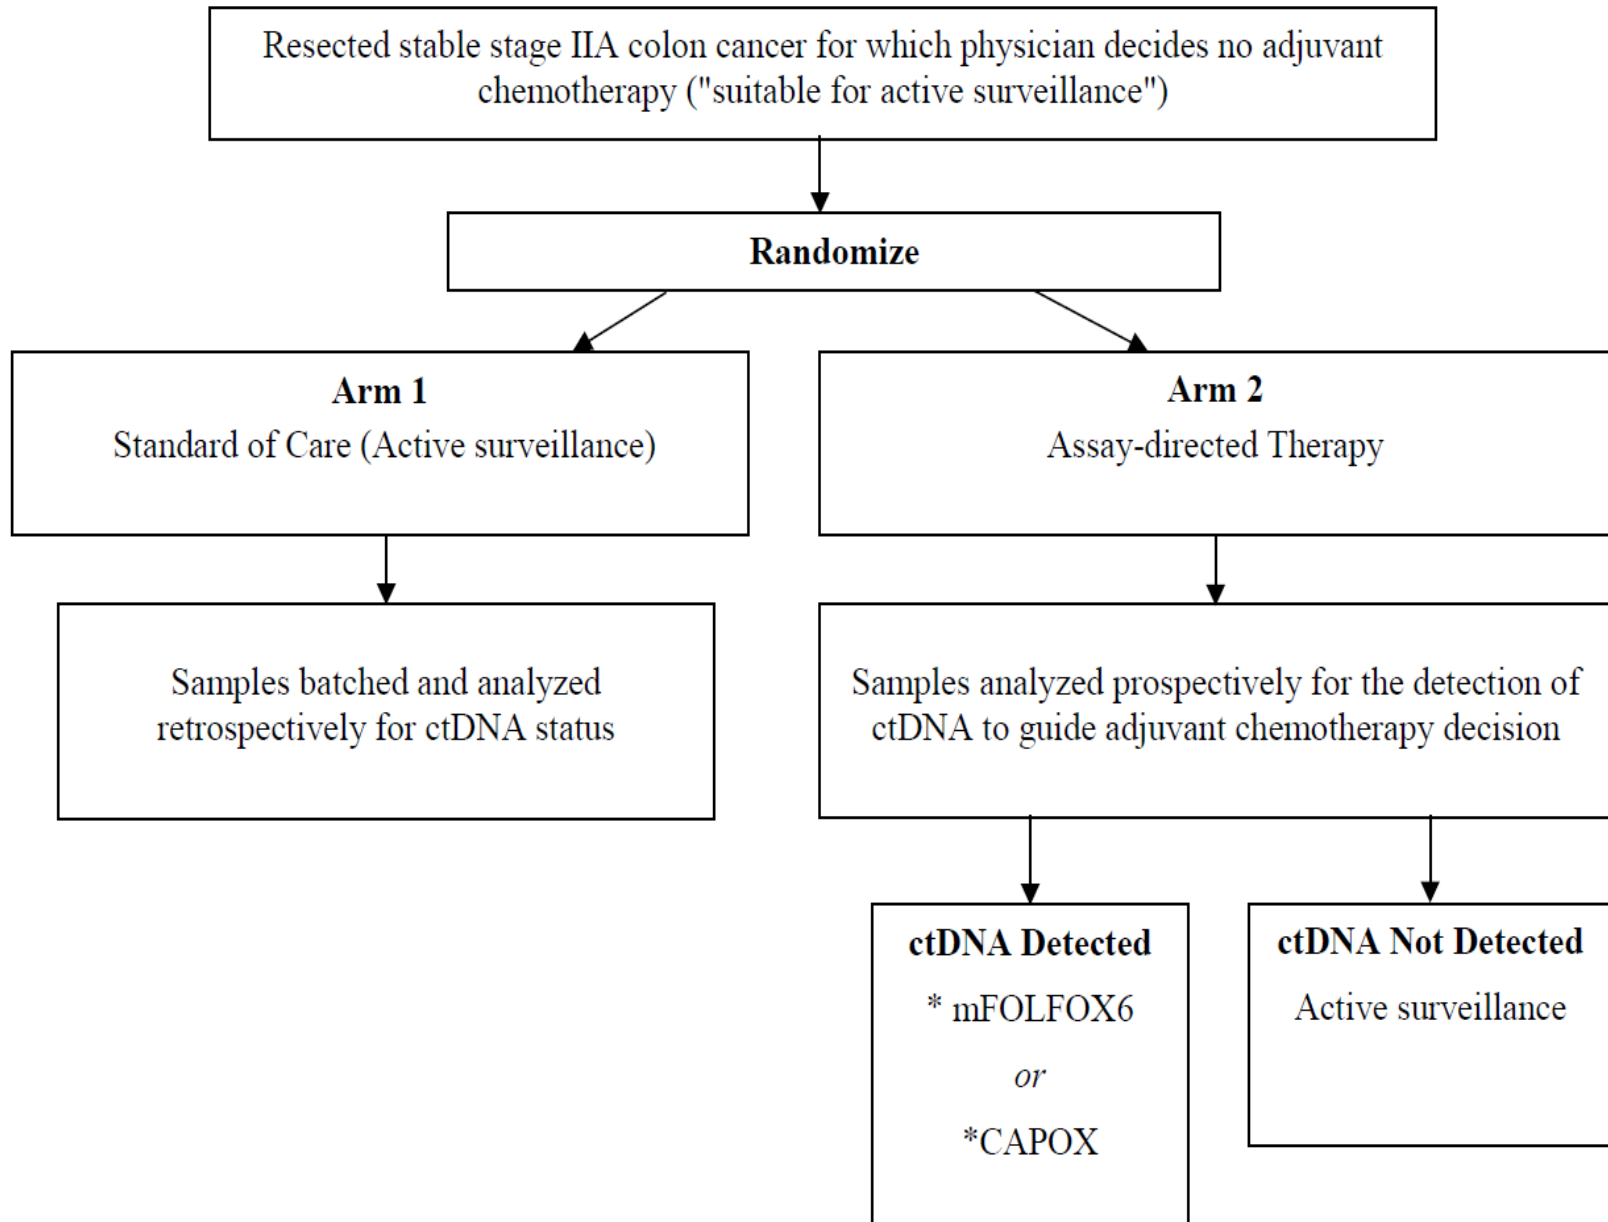 Resected stable stage IIA colon cancer for which physician decides no adjuvant
chemotherapy ("suitable for active surveillance")
Randomize
Arm 1
Standard of Care (Active surveillance)
Arm 2
Assay-directed Therapy
Samples batched and analyzed
retrospectively for ctDNA status
Samples analyzed prospectively for the detection of
ctDNA to guide adjuvant chemotherapy decision
ctDNA Detected
* mFOLFOX6
or
*CAPOX
ctDNA Not Detected
Active surveillance